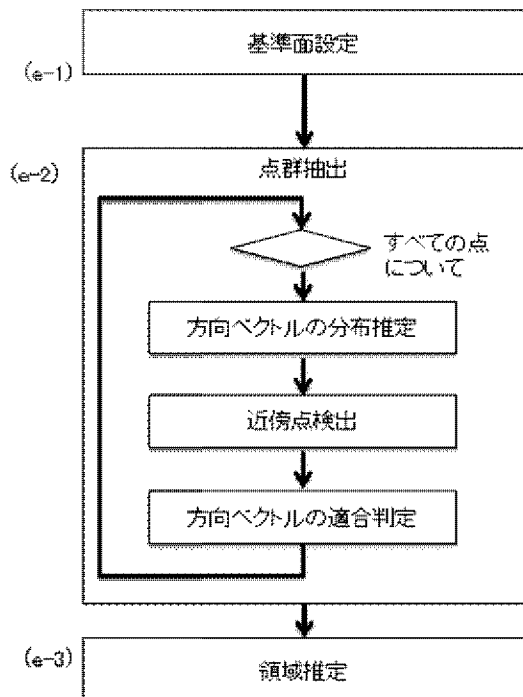 基準面設定
(e-1)
(e-2)
点群抽出
すべての点
について
方向ベクトルの分布推定
近傍点検出
方向ベクトルの適合判定
(e-3)
領域推定